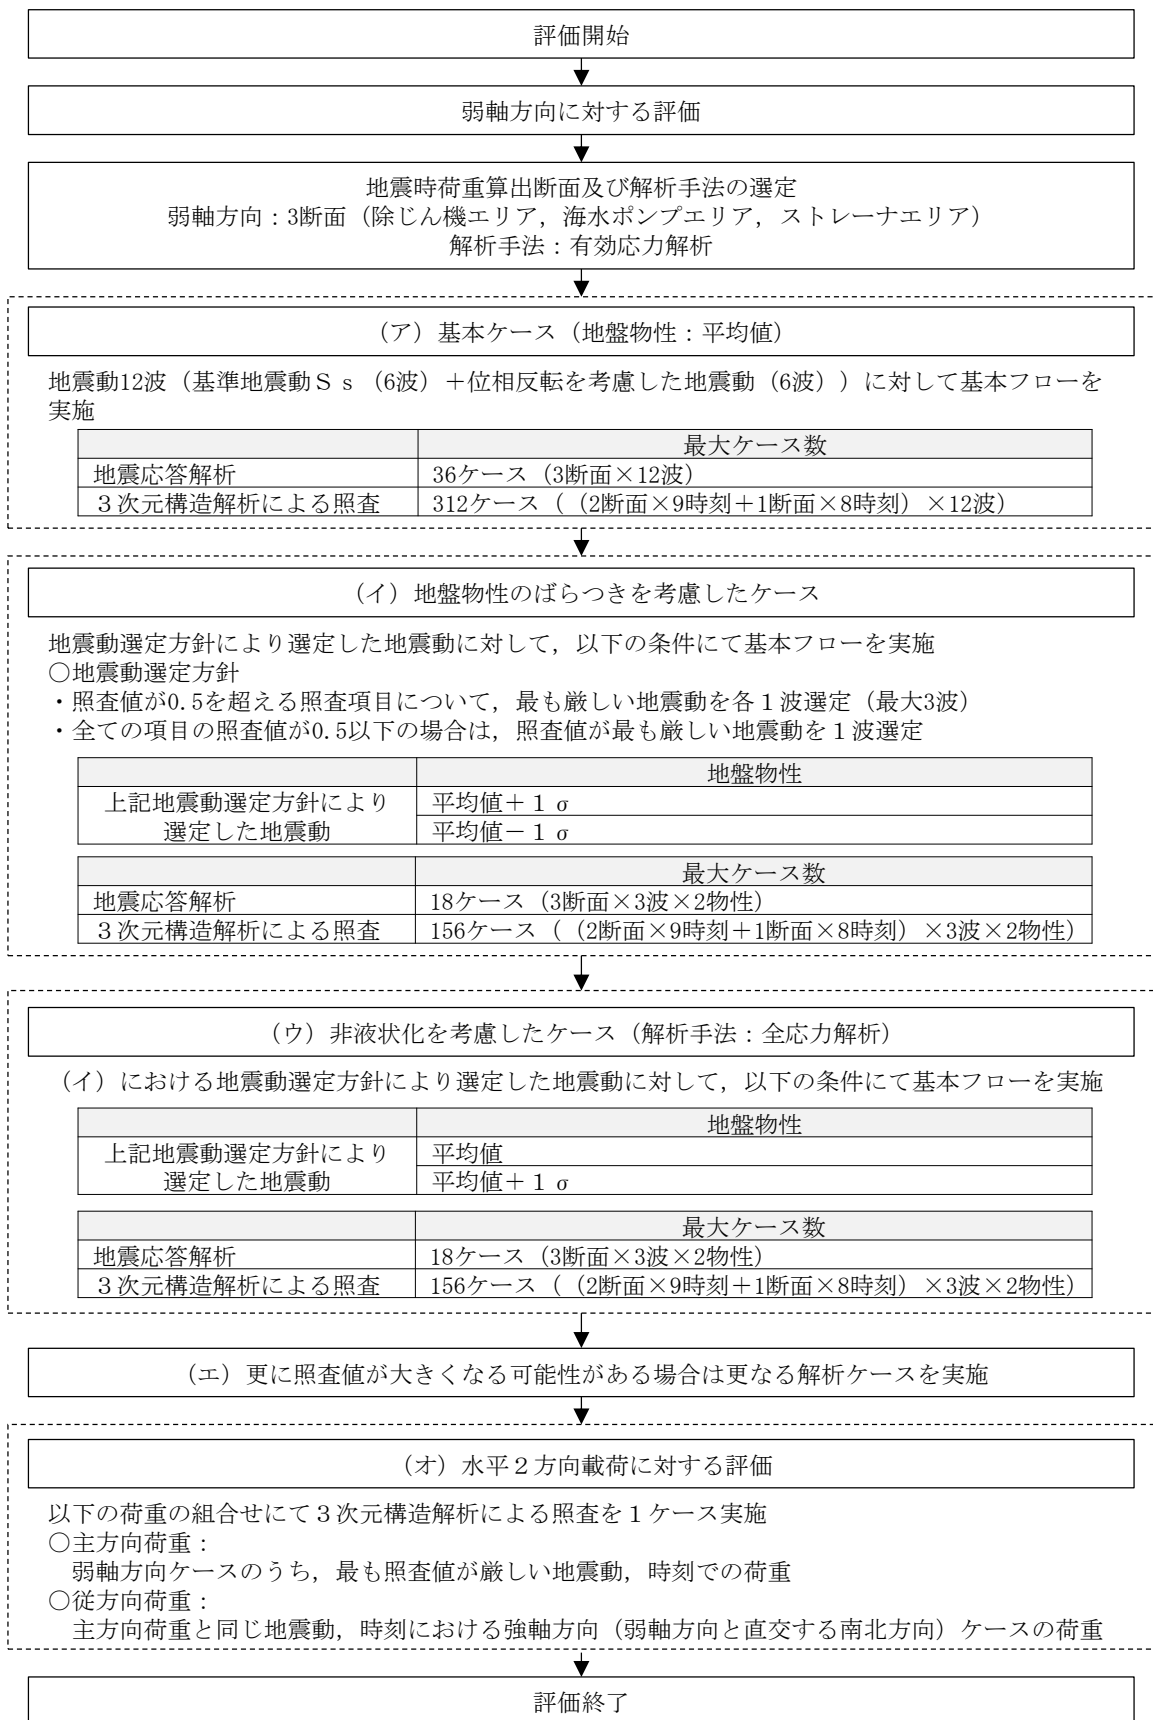 評価開始
弱軸方向に対する評価
地震時荷重算出断面及び解析手法の選定
弱軸方向：3断面（除じん機エリア，海水ポンプエリア，ストレーナエリア）
解析手法：有効応力解析
（ア）基本ケース（地盤物性：平均値）
地震動12波（基準地震動Ｓｓ（6波）＋位相反転を考慮した地震動（6波））に対して基本フローを
実施
最大ケース数
地震応答解析 36ケース（3断面×12波）
３次元構造解析による照査 312ケース（（2断面×9時刻＋1断面×8時刻）×12波）
（イ）地盤物性のばらつきを考慮したケース
地震動選定方針により選定した地震動に対して，以下の条件にて基本フローを実施
○地震動選定方針
・照査値が0.5を超える照査項目について，最も厳しい地震動を各１波選定（最大3波）
・全ての項目の照査値が0.5以下の場合は，照査値が最も厳しい地震動を１波選定
地盤物性
上記地震動選定方針により 平均値＋１σ
選定した地震動 平均値－１σ
最大ケース数
地震応答解析 18ケース（3断面×3波×2物性）
３次元構造解析による照査 156ケース（（2断面×9時刻＋1断面×8時刻）×3波×2物性）
（ウ）非液状化を考慮したケース（解析手法：全応力解析）
（イ）における地震動選定方針により選定した地震動に対して，以下の条件にて基本フローを実施
地盤物性
上記地震動選定方針により 平均値
選定した地震動 平均値＋１σ
最大ケース数
地震応答解析 18ケース（3断面×3波×2物性）
３次元構造解析による照査 156ケース（（2断面×9時刻＋1断面×8時刻）×3波×2物性）
（エ）更に照査値が大きくなる可能性がある場合は更なる解析ケースを実施
（オ）水平２方向載荷に対する評価
以下の荷重の組合せにて３次元構造解析による照査を１ケース実施
○主方向荷重：
弱軸方向ケースのうち，最も照査値が厳しい地震動，時刻での荷重
○従方向荷重：
主方向荷重と同じ地震動，時刻における強軸方向（弱軸方向と直交する南北方向）ケースの荷重
評価終了